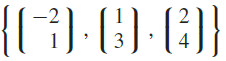 {[−2 1], [1 3], [2 4]}